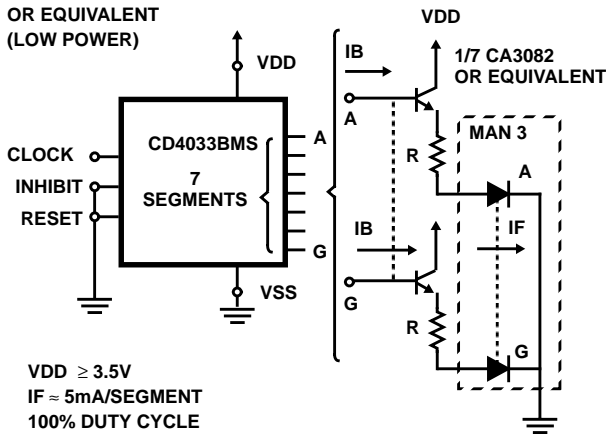 OR EQUIVALENT
(LOW POWER)
VDD
CD4033BMS
7
SEGMENTS
CLOCK
INHIBIT
RESET
A
G
VSS
VDD
IB
1/7 CA3082
OR EQUIVALENT
A
R
MAN 3
A
IF
IB
G
R
G
VDD ≥ 3.5V
IF ≈ 5mA/SEGMENT
100% DUTY CYCLE